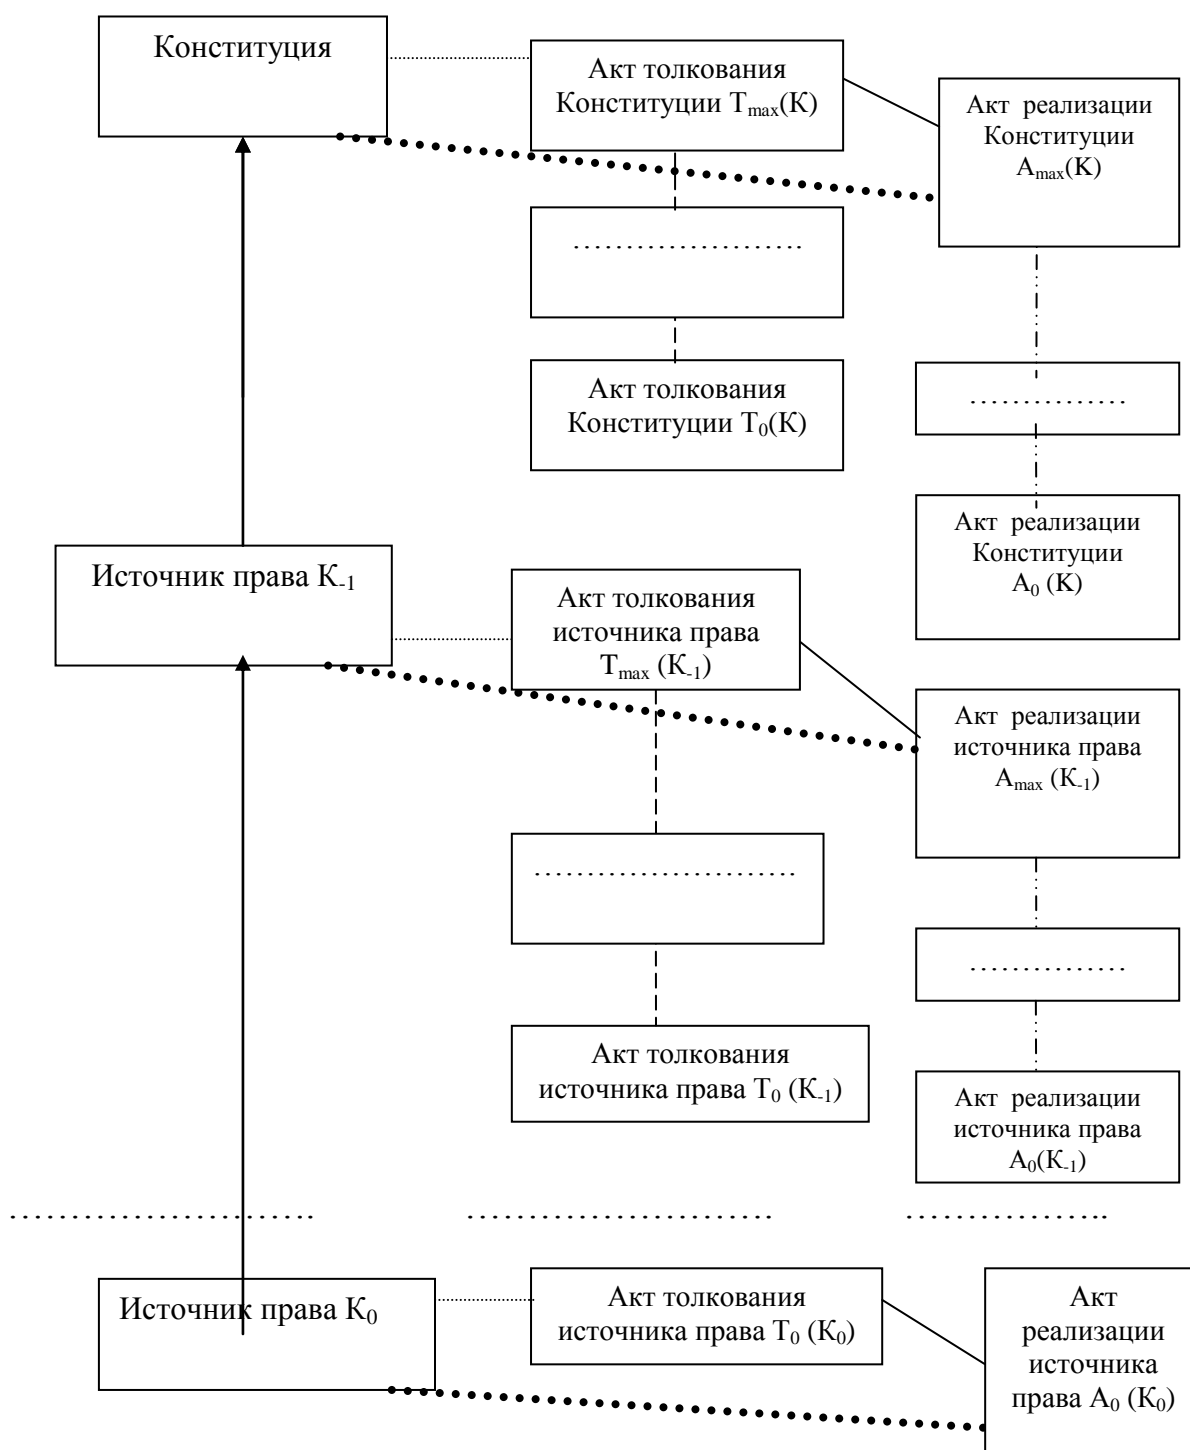 Конституция
Акт толкования
Конституции Tmax(К)
Акт реализации
Конституции
Amax(К)
Акт толкования
Конституции T0(К)
Акт реализации
Конституции
A0 (К)
Источник права К-1
Акт толкования
источника права
Tmax (К-1)
Акт реализации
источника права
Amax (К-1)
Акт толкования
источника права T0 (К-1)
Акт реализации
источника права
A0(К-1)
Источник права К0
Акт толкования
источника права T0 (К0)
Акт
реализации
источника
права A0 (К0)